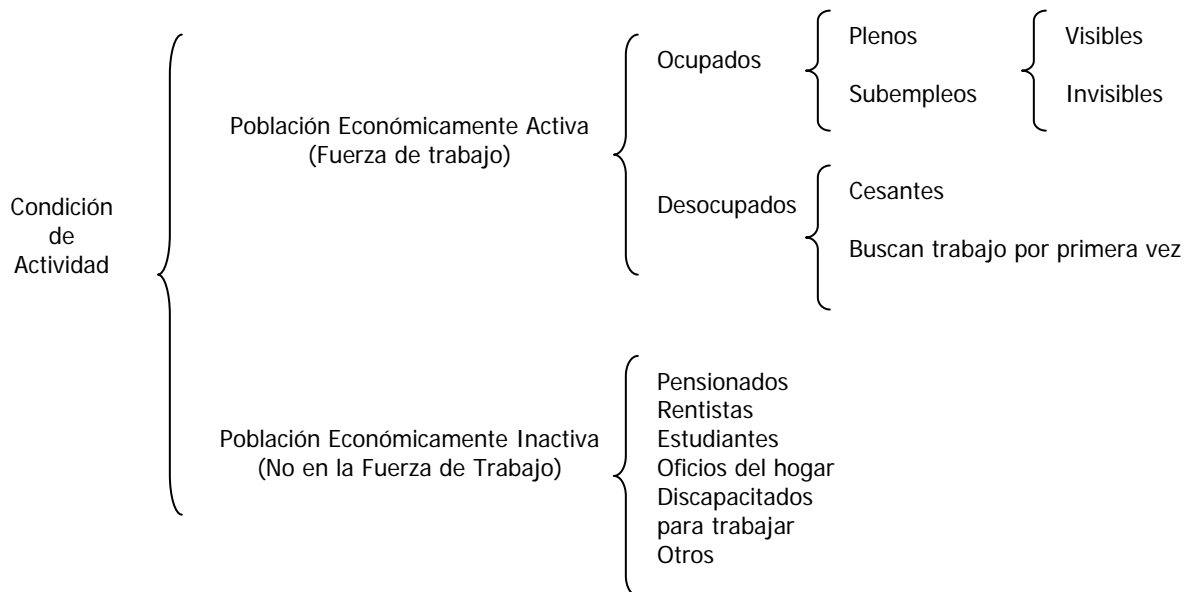 Condición
de
Actividad
Población Económicamente Activa
(Fuerza de trabajo)
Ocupados
Plenos
Subempleos
Visibles
Invisibles
Desocupados
Cesantes
Buscan trabajo por primera vez
Población Económicamente Inactiva
(No en la Fuerza de Trabajo)
Pensionados
Rentistas
Estudiantes
Oficios del hogar
Discapacitados
para trabajar
Otros